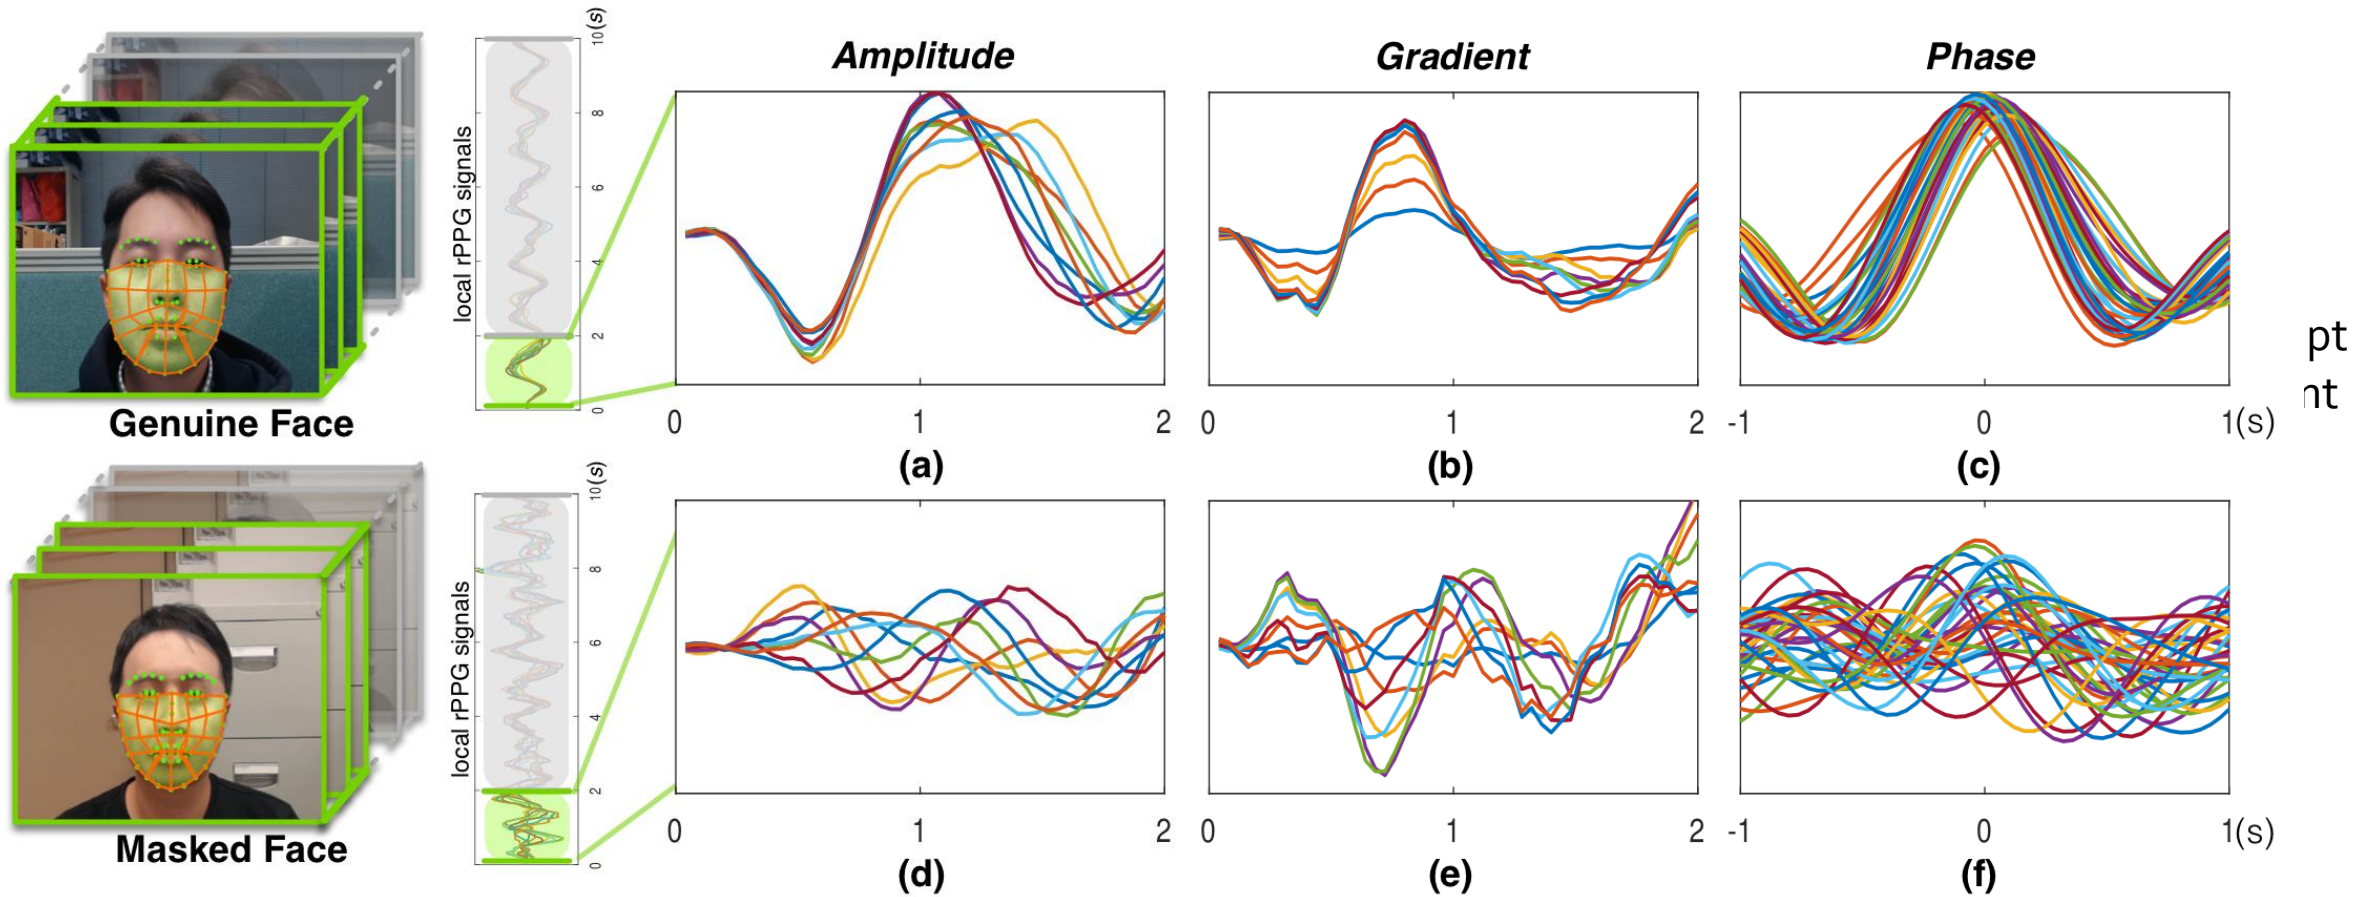 Amplitude
Gradient
Phase
local rPPG signals
0 2 4 6 8 10(s)
0 1 2
0 1 2
-1 0 1(s)
pt
nt
Genuine Face
(a)
(b)
(c)
local rPPG signals
0 2 4 6 8 10(s)
0 1 2
0 1 2
-1 0 1(s)
Masked Face
(d)
(e)
(f)